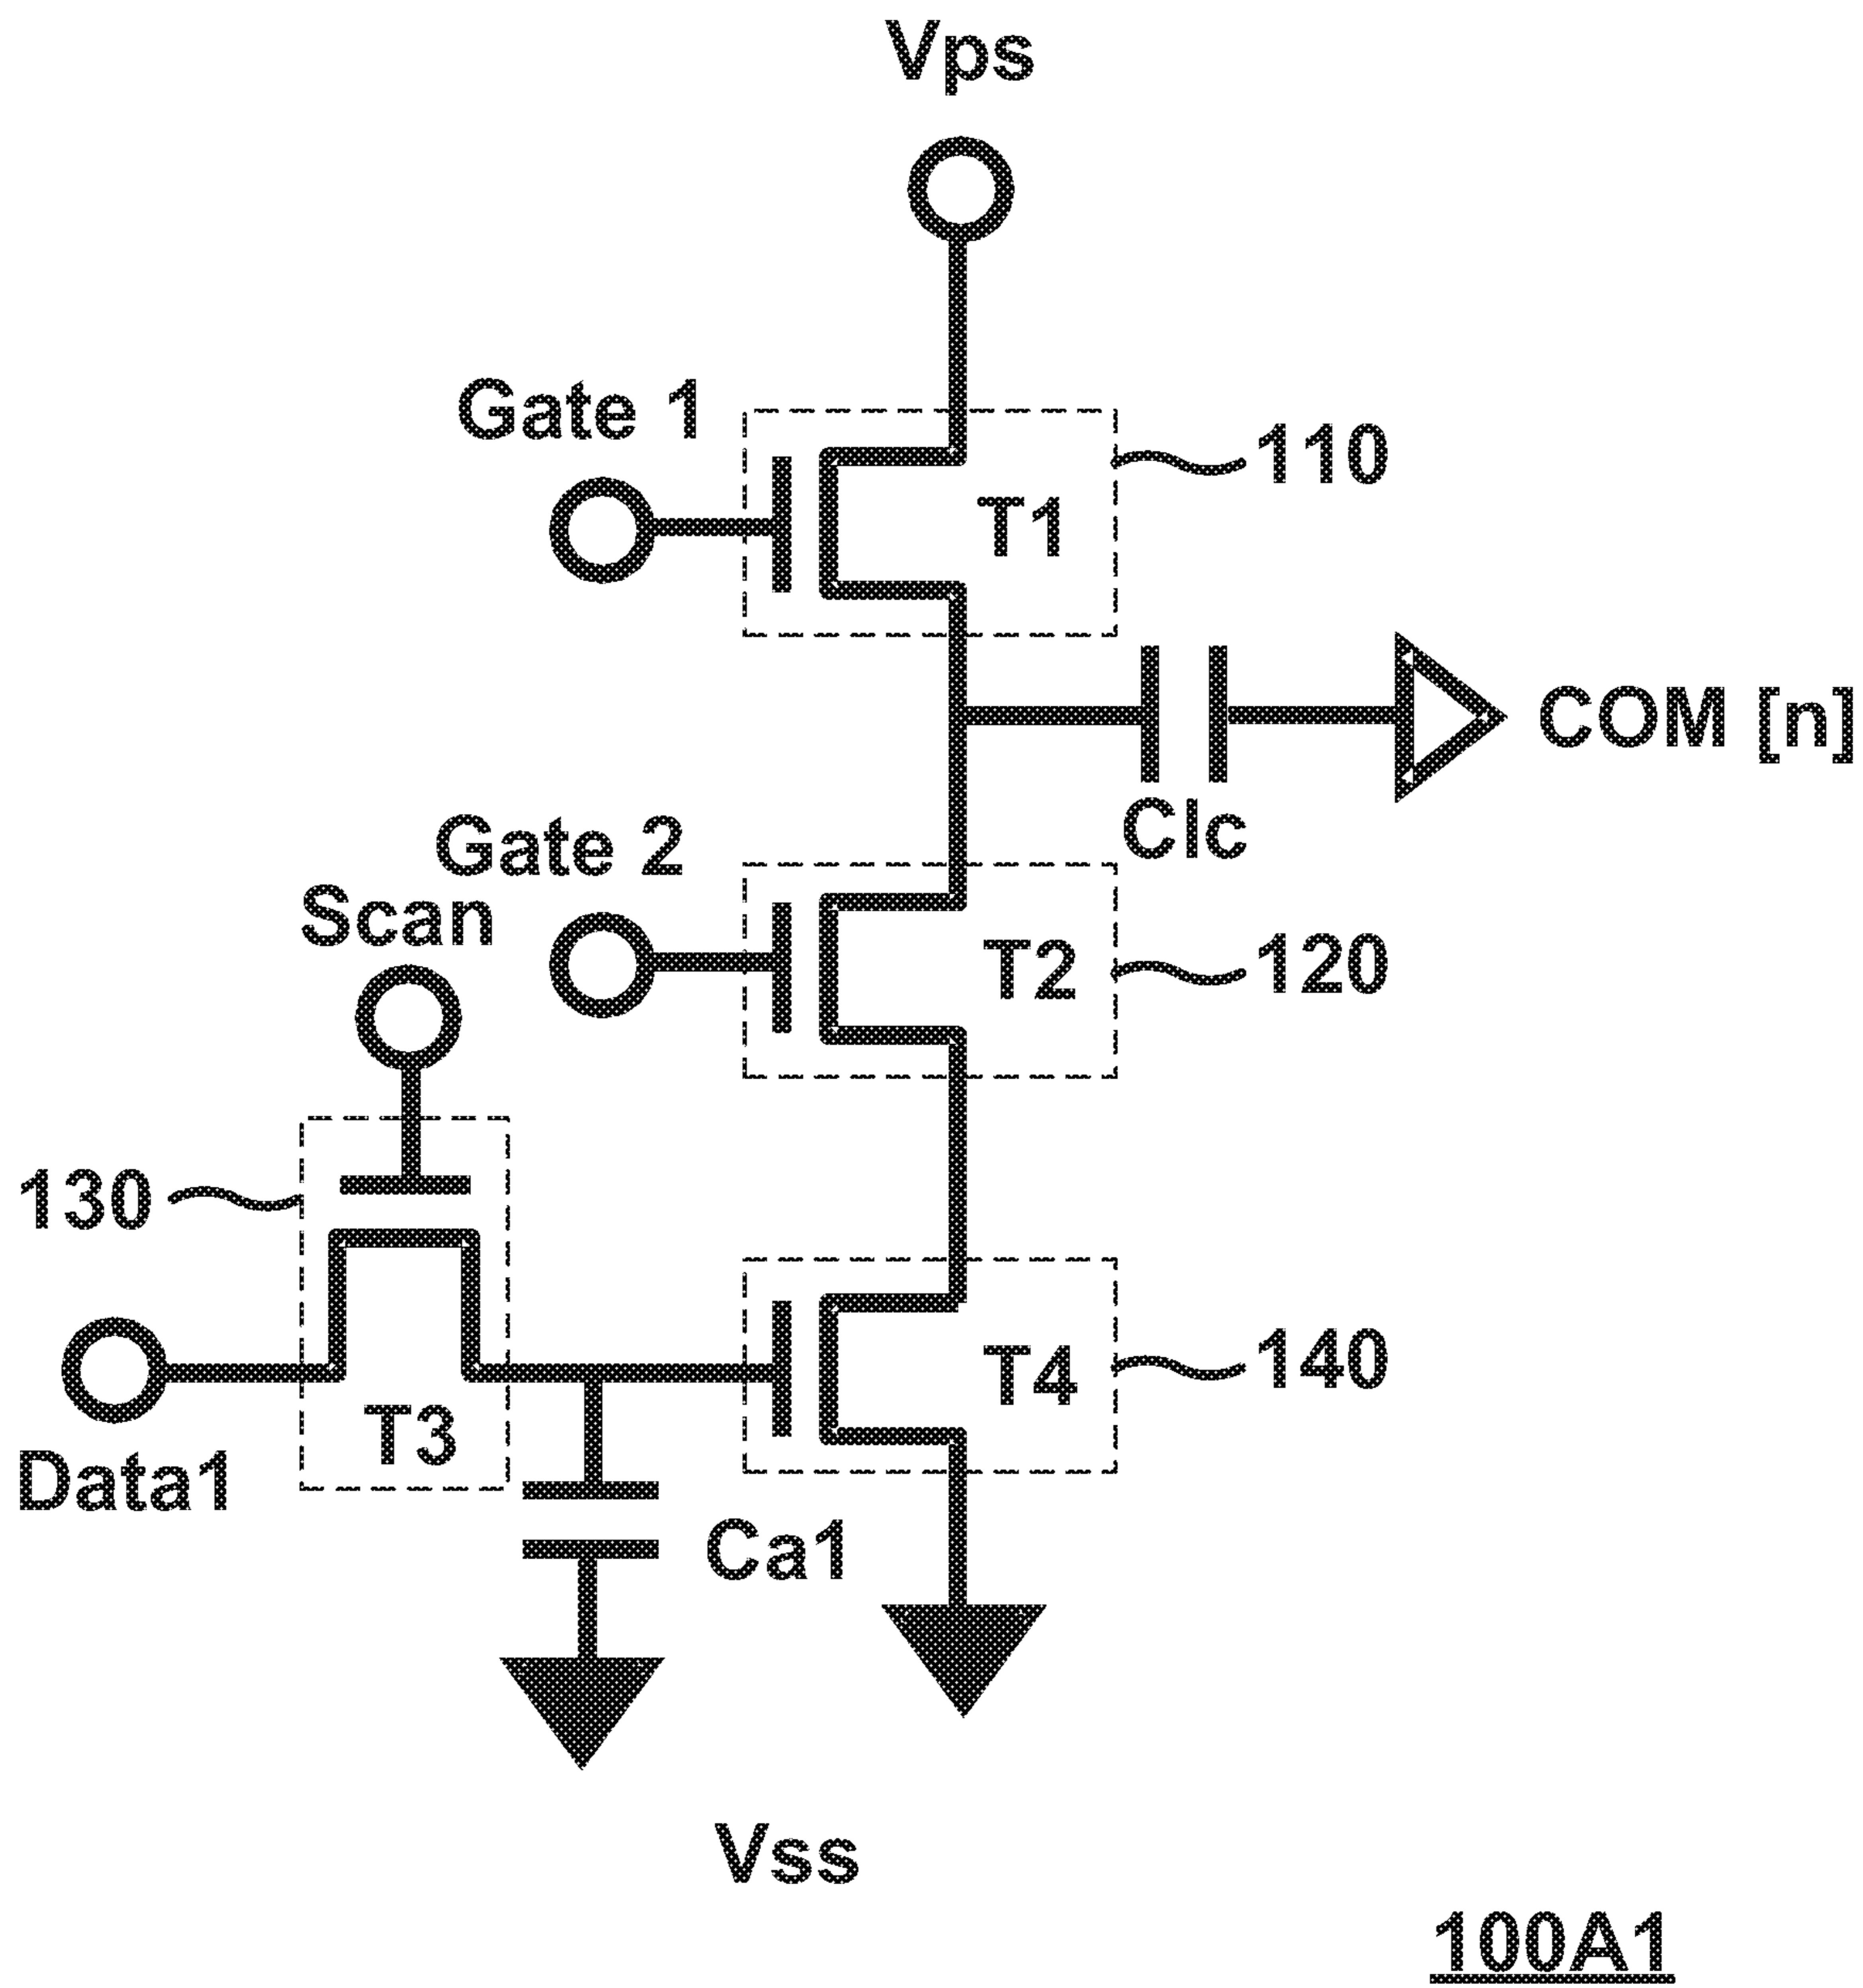 Vps
Gate 1
110
T1
COM [n]
Clc
Gate 2
Scan
T2
120
130
T4
140
T3
Data1
Ca1
Vss
100A1